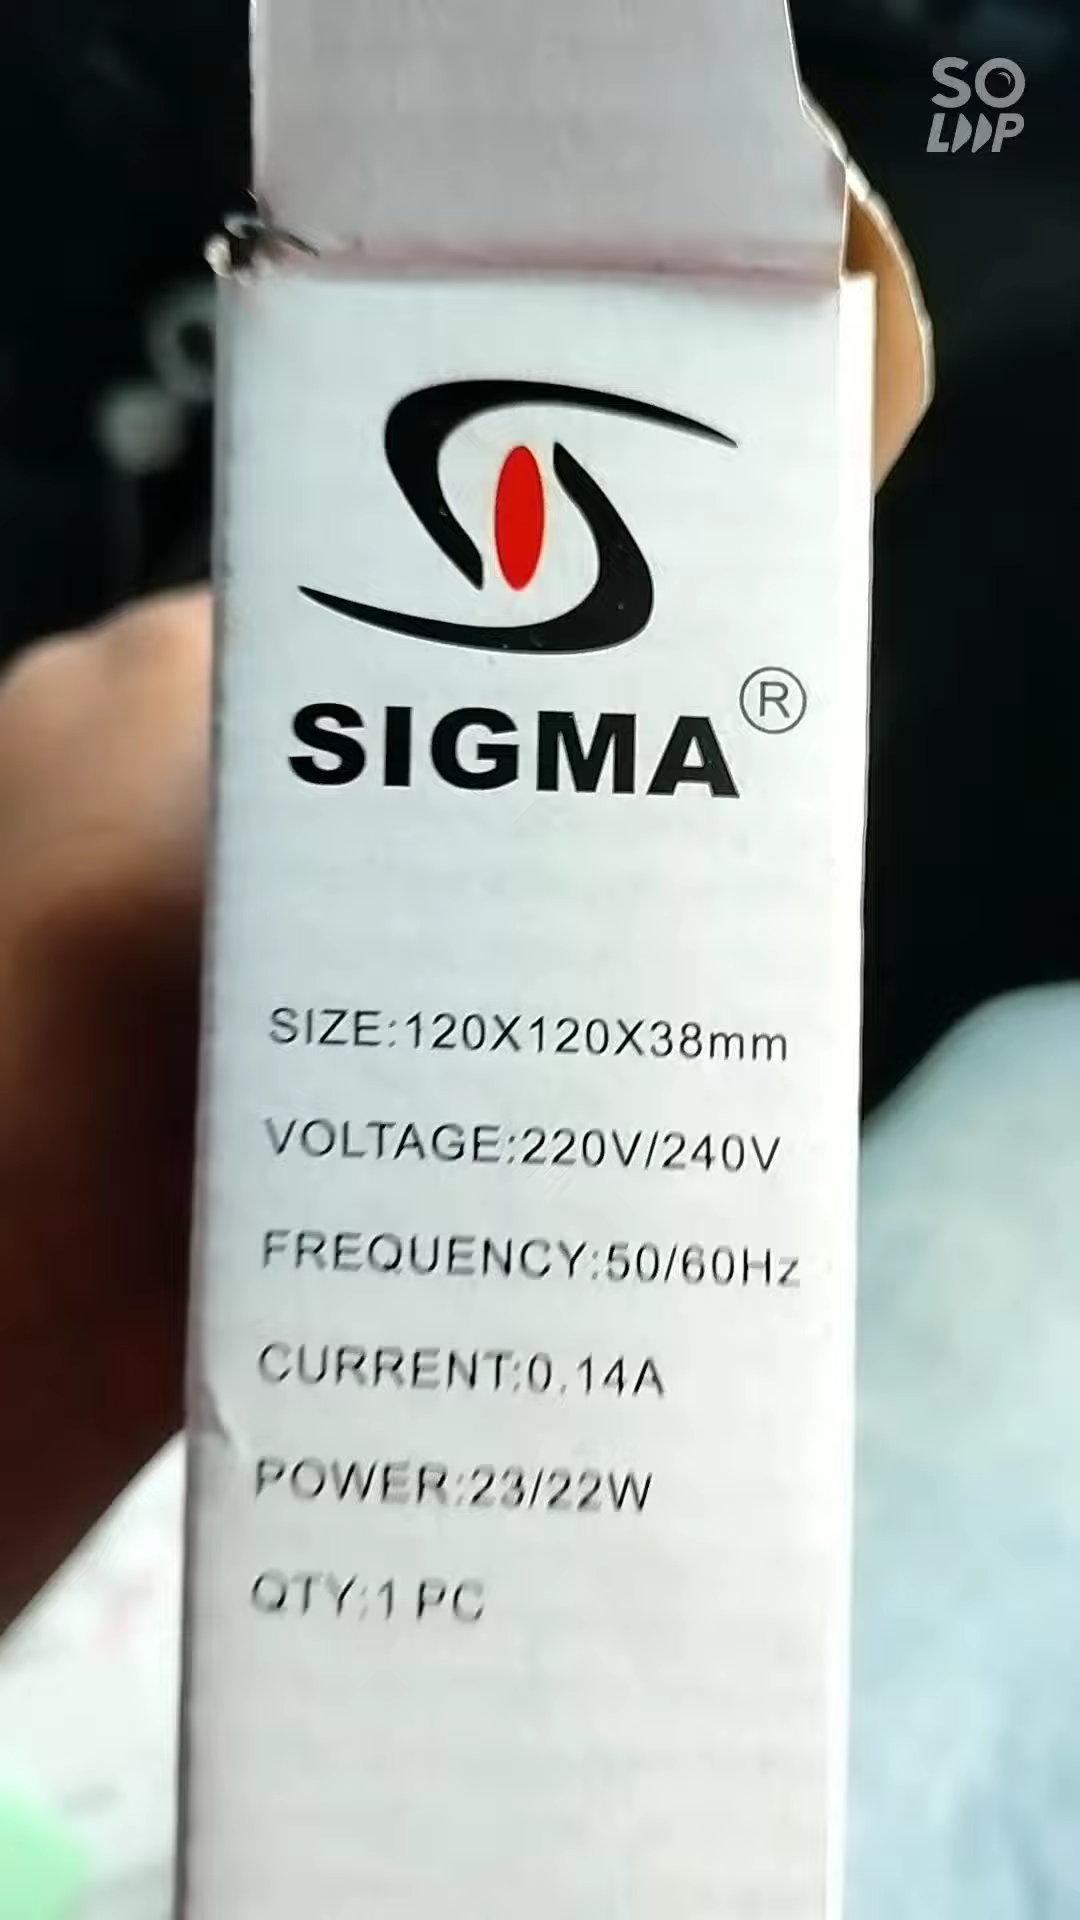 SO
LOOP
SIGMA®
SIZE:120X120X38mm
VOLTAGE:220V/240V
FREQUENCY:50/60Hz
CURRENT:0.14A
POWER:23/22W
QTY:1 PC